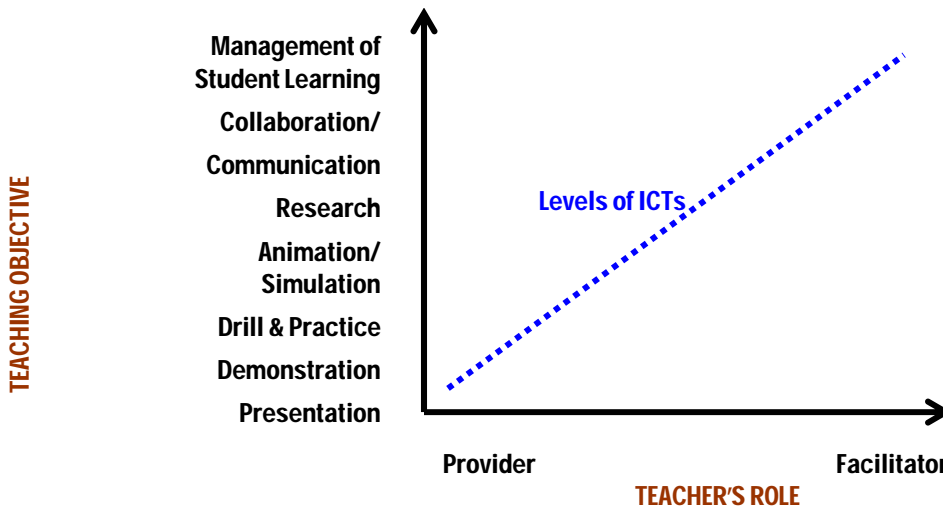 TEACHING OBJECTIVE
Management of
Student Learning
Collaboration/
Communication
Research
Animation/
Simulation
Drill & Practice
Demonstration
Presentation
Levels of ICTs
Provider
Facilitator
TEACHER'S ROLE